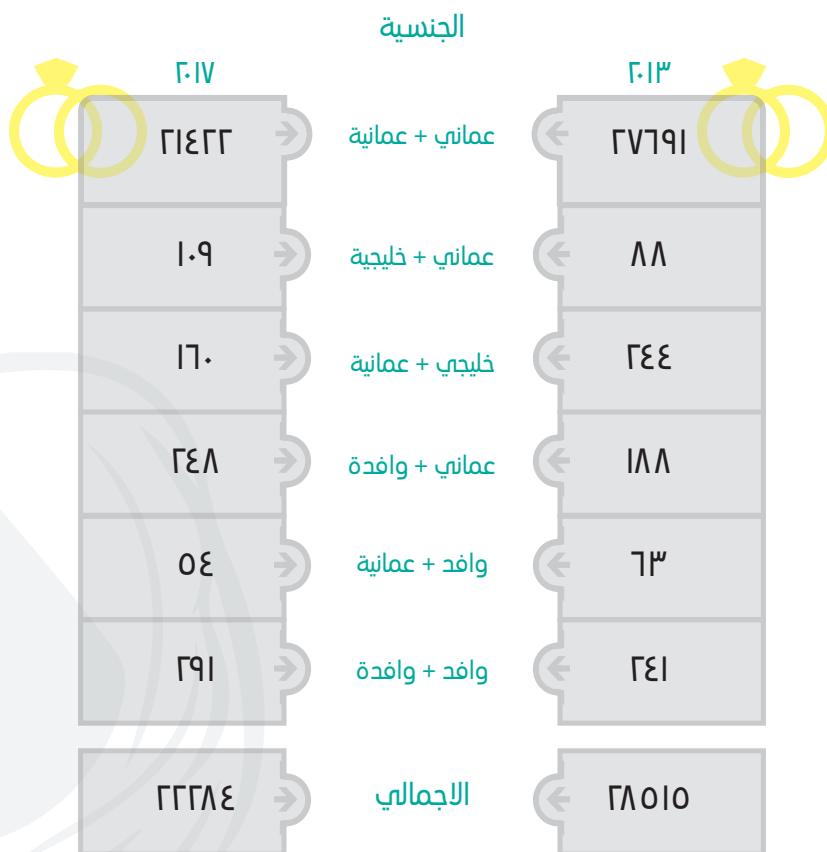 الجنسية
٢٠١٣ ٢٠١٧
٢٧٦٩١ عماني + عمانية ٢١٤٢٢
٨٨ عماني + خليجية ١٠٩
٢٤٤ خليجي + عمانية ١٦٠
١٨٨ عماني + وافدة ٢٤٨
٦٣ وافد + عمانية ٥٤
٢٤١ وافد + وافدة ٢٩١
٢٨٥١٥ الاجمالي ٢٢٢٨٤